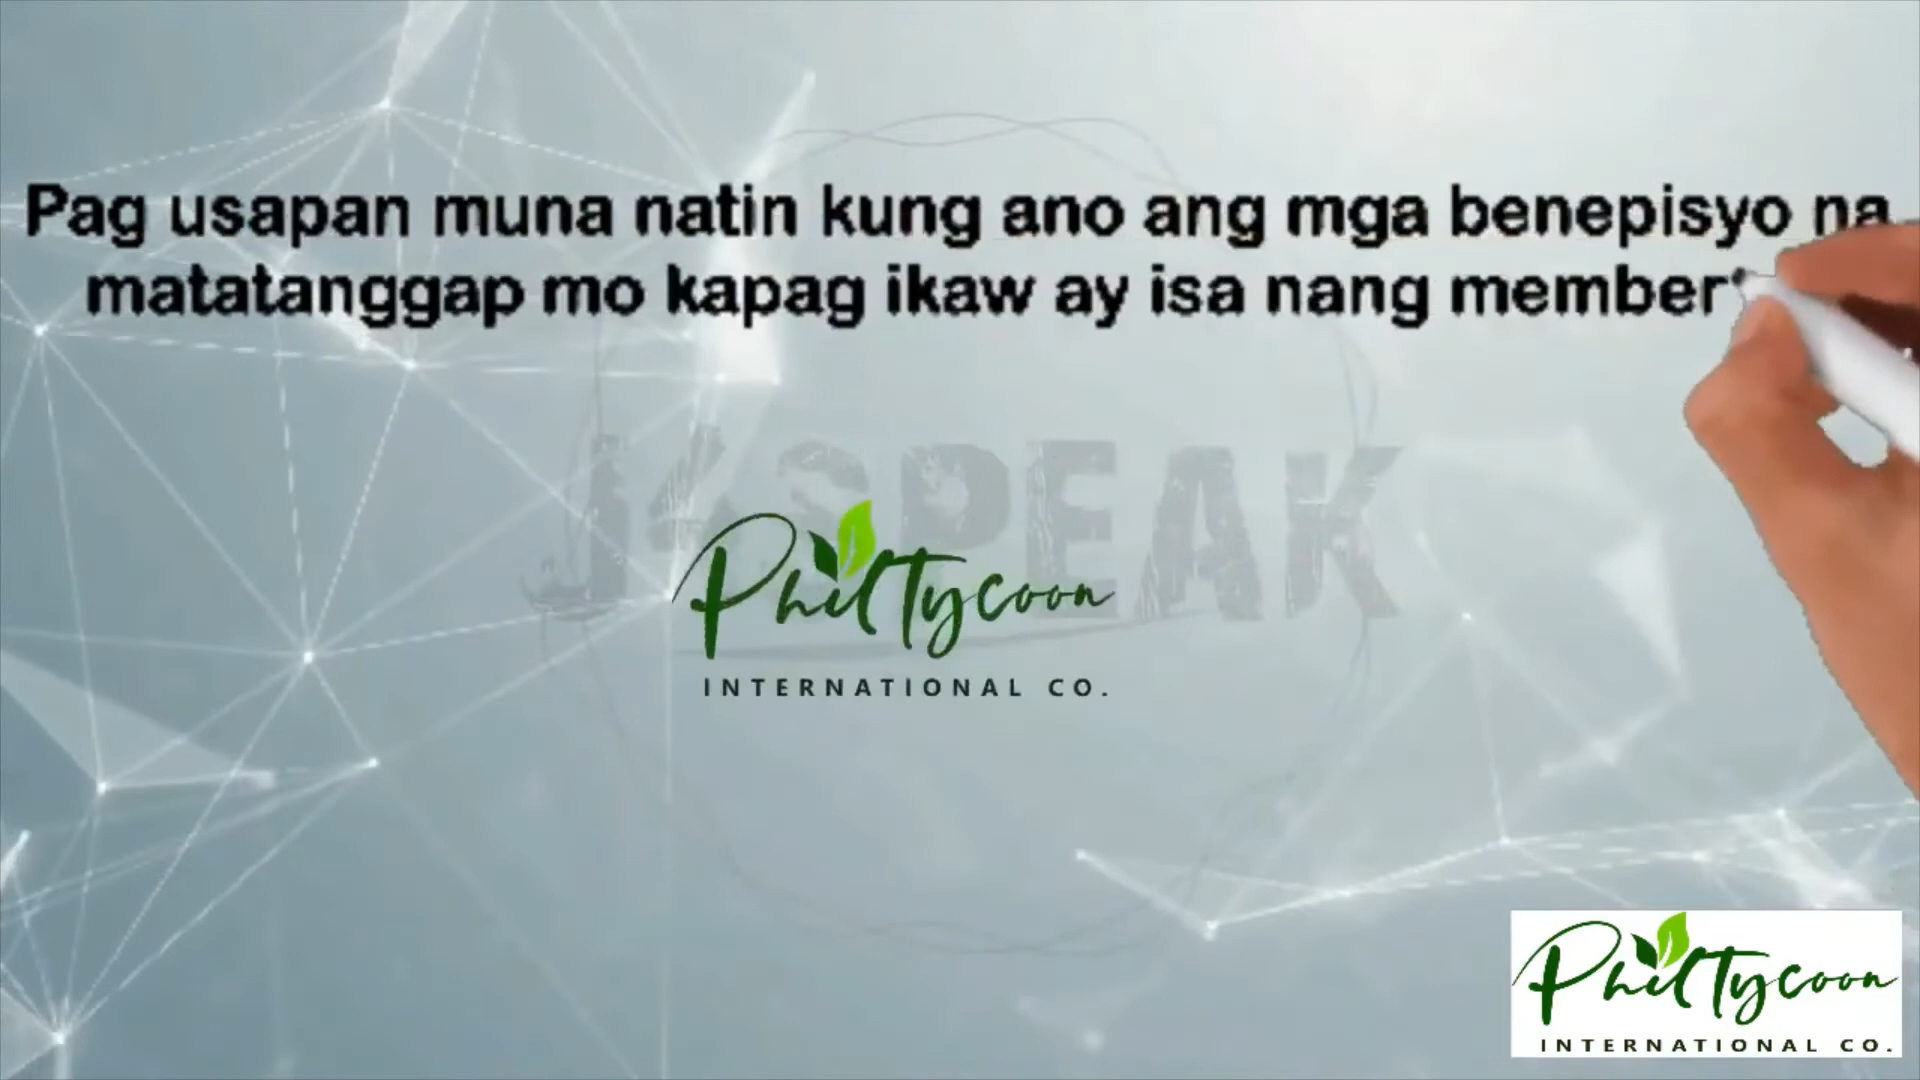 Pag usapan muna natin kung ano ang mga benepisyo na
matatanggap mo kapag ikaw ay isa nang member
PhilTycoon
INTERNATIONAL CO.
PhilTycoon
INTERNATIONAL CO.